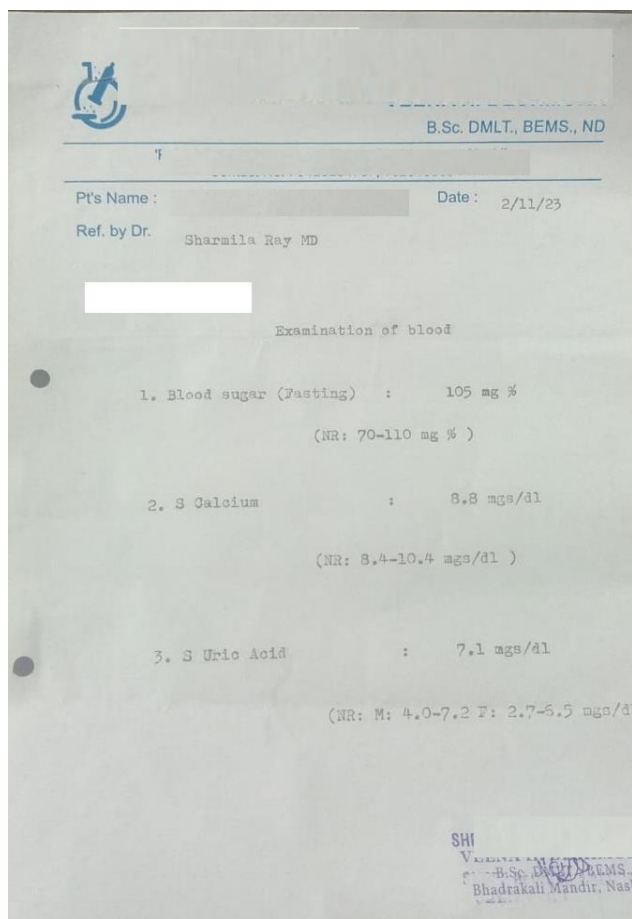 B.Sc. DMLT., BEMS., ND
Pt's Name :
Date : 2/11/23
Ref. by Dr. Sharmila Ray MD
Examination of blood
1. Blood sugar (Fasting) : 105 mg %
(NR: 70-110 mg % )
2. S Calcium : 8.8 mgs/dl
(NR: 8.4-10.4 mgs/dl )
3. S Uric Acid : 7.1 mgs/dl
(NR: M: 4.0-7.2 F: 2.7-6.5 mgs/d
SH
B.Sc. DMLT., BEMS.
Bhadrakali Mandir, Nas